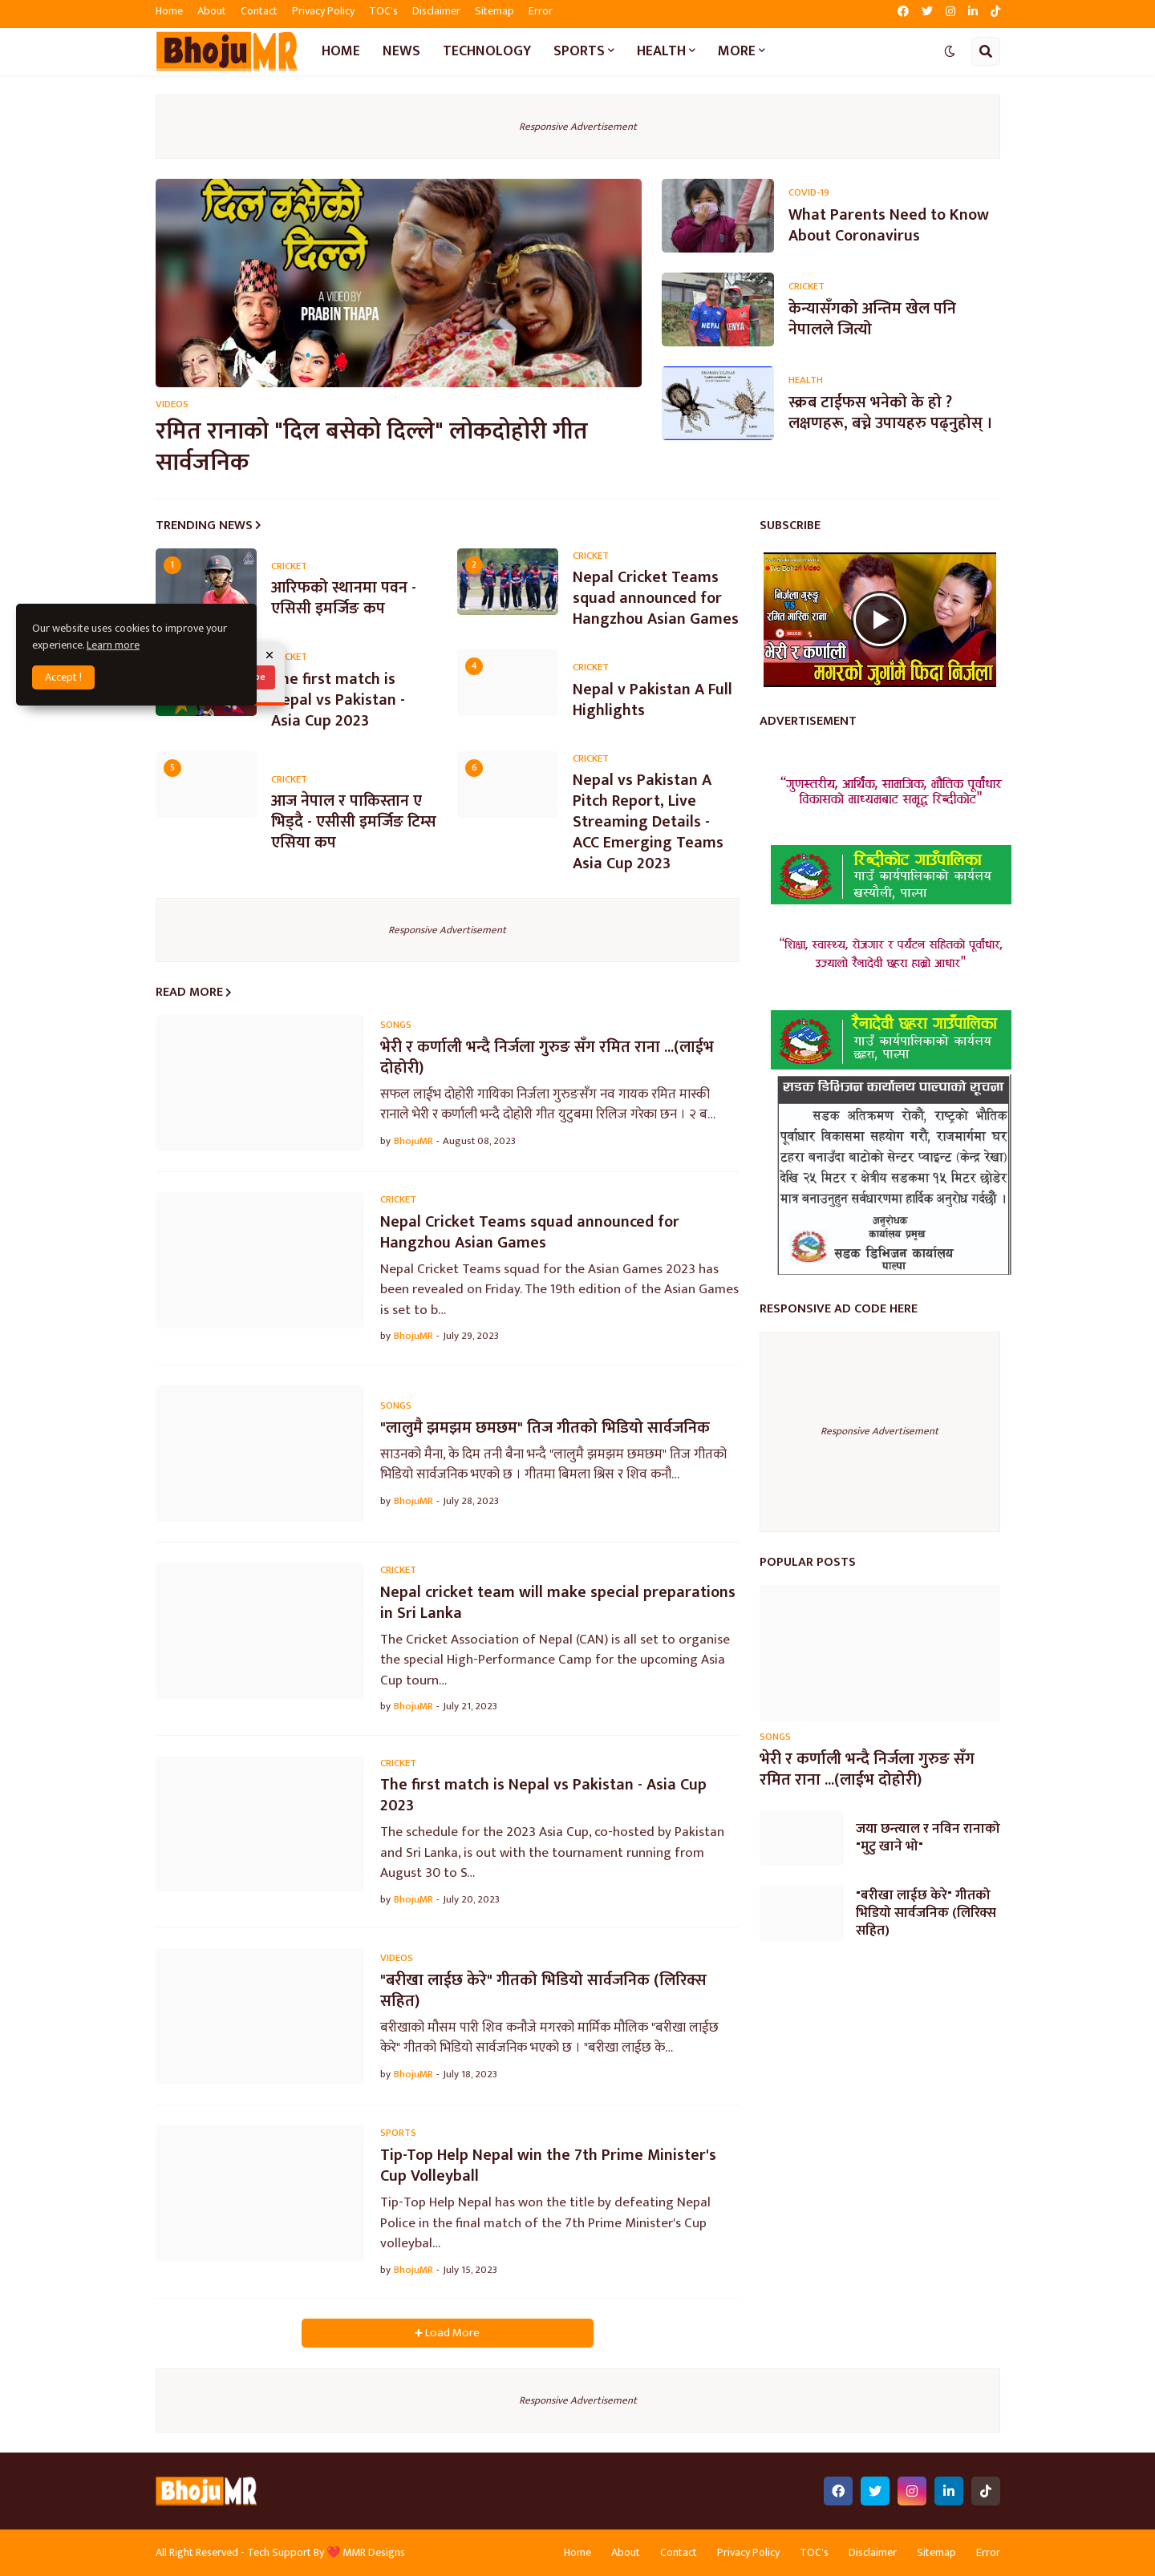 Home About Contact Privacy Policy TOC's Disclaimer Sitemap Error
BhojuMR
HOME NEWS TECHNOLOGY SPORTS HEALTH MORE
Responsive Advertisement
दिल बसेको
दिल्ले
A VIDEO BY
PRABIN THAPA
VIDEOS
रमित रानाको "दिल बसेको दिल्ले" लोकदोहोरी गीत
सार्वजनिक
COVID-19
What Parents Need to Know
About Coronavirus
CRICKET
केन्यासँगको अन्तिम खेल पनि
नेपालले जित्यो
HEALTH
स्क्रब टाईफस भनेको के हो ?
लक्षणहरू, बच्ने उपायहरु पढ्नुहोस् ।
TRENDING NEWS
1
CRICKET
आरिफको स्थानमा पवन -
एसिसी इमर्जिङ कप
2
CRICKET
Nepal Cricket Teams
squad announced for
Hangzhou Asian Games
The first match is
Nepal vs Pakistan -
Asia Cup 2023
4
CRICKET
Nepal v Pakistan A Full
Highlights
5
CRICKET
आज नेपाल र पाकिस्तान ए
भिड्दै - एसीसी इमर्जिङ टिम्स
एसिया कप
6
CRICKET
Nepal vs Pakistan A
Pitch Report, Live
Streaming Details -
ACC Emerging Teams
Asia Cup 2023
Our website uses cookies to improve your
experience. Learn more
Accept !
Responsive Advertisement
READ MORE
SONGS
भेरी र कर्णाली भन्दै निर्जला गुरुङ सँग रमित राना ...(लाईभ
दोहोरी)
सफल लाईभ दोहोरी गायिका निर्जला गुरुङसँग नव गायक रमित मास्की
रानाले भेरी र कर्णाली भन्दै दोहोरी गीत युटुबमा रिलिज गरेका छन । २ ब...
by BhojuMR - August 08, 2023
CRICKET
Nepal Cricket Teams squad announced for
Hangzhou Asian Games
Nepal Cricket Teams squad for the Asian Games 2023 has
been revealed on Friday. The 19th edition of the Asian Games
is set to b...
by BhojuMR - July 29, 2023
SONGS
"लालुमै झमझम छमछम" तिज गीतको भिडियो सार्वजनिक
साउनको मैना, के दिम तनी बैना भन्दै "लालुमै झमझम छमछम" तिज गीतको
भिडियो सार्वजनिक भएको छ । गीतमा बिमला श्रिस र शिव कनौ...
by BhojuMR - July 28, 2023
CRICKET
Nepal cricket team will make special preparations
in Sri Lanka
The Cricket Association of Nepal (CAN) is all set to organise
the special High-Performance Camp for the upcoming Asia
Cup tourn...
by BhojuMR - July 21, 2023
CRICKET
The first match is Nepal vs Pakistan - Asia Cup
2023
The schedule for the 2023 Asia Cup, co-hosted by Pakistan
and Sri Lanka, is out with the tournament running from
August 30 to S...
by BhojuMR - July 20, 2023
VIDEOS
"बरीखा लाईछ केरे" गीतको भिडियो सार्वजनिक (लिरिक्स
सहित)
बरीखाको मौसम पारी शिव कनौजे मगरको मार्मिक मौलिक "बरीखा लाईछ
केरे" गीतको भिडियो सार्वजनिक भएको छ । "बरीखा लाईछ के...
by BhojuMR - July 18, 2023
SPORTS
Tip-Top Help Nepal win the 7th Prime Minister's
Cup Volleyball
Tip-Top Help Nepal has won the title by defeating Nepal
Police in the final match of the 7th Prime Minister's Cup
volleybal...
by BhojuMR - July 15, 2023
Load More
SUBSCRIBE
निर्जला गुरुङ
VS
रमित मास्कि राना
भेरी र कर्णाली
मगरको जुगाँमै फिदा निर्जला
ADVERTISEMENT
“गुणस्तरीय, आर्थिक, सामाजिक, भौतिक पूर्वाधार
विकासको माध्यमबाट समृद्ध रिब्दीकोट”
रिब्दीकोट गाउँपालिका
गाउँ कार्यपालिकाको कार्यलय
खस्यौली, पाल्पा
“शिक्षा, स्वास्थ्य, रोजगार र पर्यटन सहितको पूर्वाधार,
उज्यालो रैनादेवी छहरा हाम्रो आधार”
रैनादेवी छहरा गाउँपालिका
गाउँ कार्यपालिकाको कार्यलय
छहरा, पाल्पा
सडक डिभिजन कार्यालय पाल्पाको सूचना
सडक अतिक्रमण रोकौं, राष्ट्रको भौतिक
पूर्वाधार विकासमा सहयोग गरौं, राजमार्गमा घर
टहरा बनाउँदा बाटोको सेन्टर प्वाइन्ट (केन्द्र रेखा)
देखि २५ मिटर र क्षेत्रीय सडकमा १५ मिटर छोडेर
मात्र बनाउनुहुन सर्वधारणमा हार्दिक अनुरोध गर्दछौं ।
अनुरोधक
कार्यालय प्रमुख
सडक डिभिजन कार्यालय
पाल्पा
RESPONSIVE AD CODE HERE
Responsive Advertisement
POPULAR POSTS
SONGS
भेरी र कर्णाली भन्दै निर्जला गुरुङ सँग
रमित राना ...(लाईभ दोहोरी)
जया छन्त्याल र नविन रानाको
"मुटु खाने भो"
"बरीखा लाईछ केरे" गीतको
भिडियो सार्वजनिक (लिरिक्स
सहित)
Responsive Advertisement
BhojuMR
All Right Reserved - Tech Support By ❤️ MMR Designs
Home About Contact Privacy Policy TOC's Disclaimer Sitemap Error